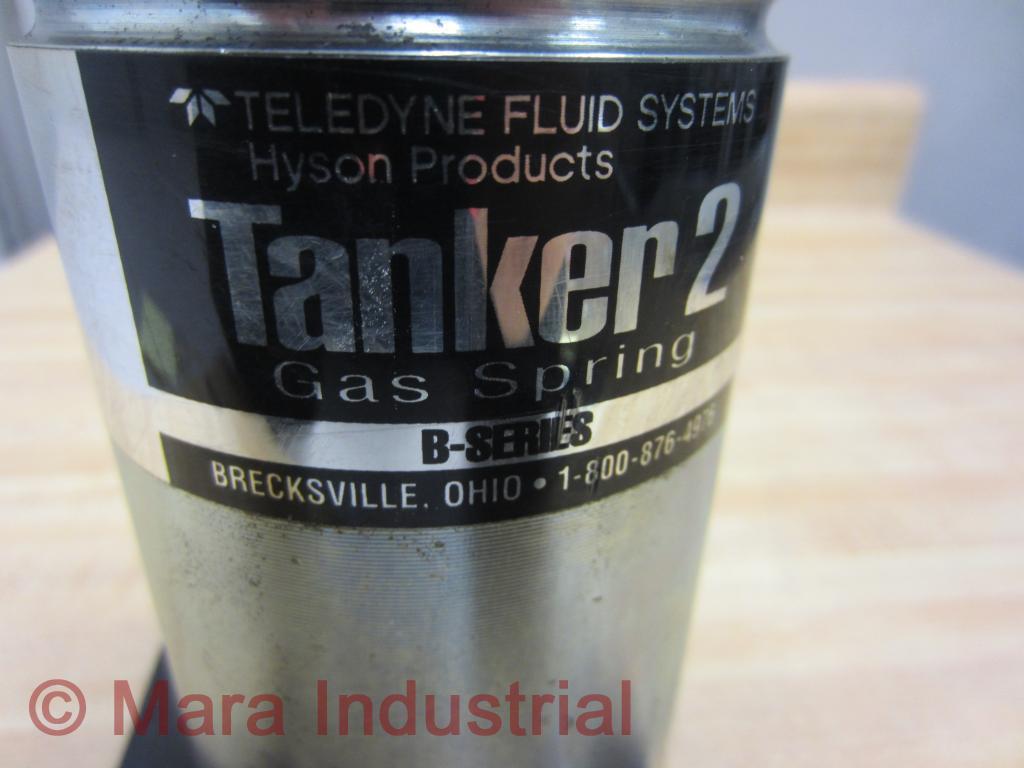 TELEDYNE FLUID SYSTEMS
Hyson Products
Tanker 2
Gas Spring
B-SERIES
BRECKSVILLE, OHIO • 1-800-876-4976
© Mara Industrial